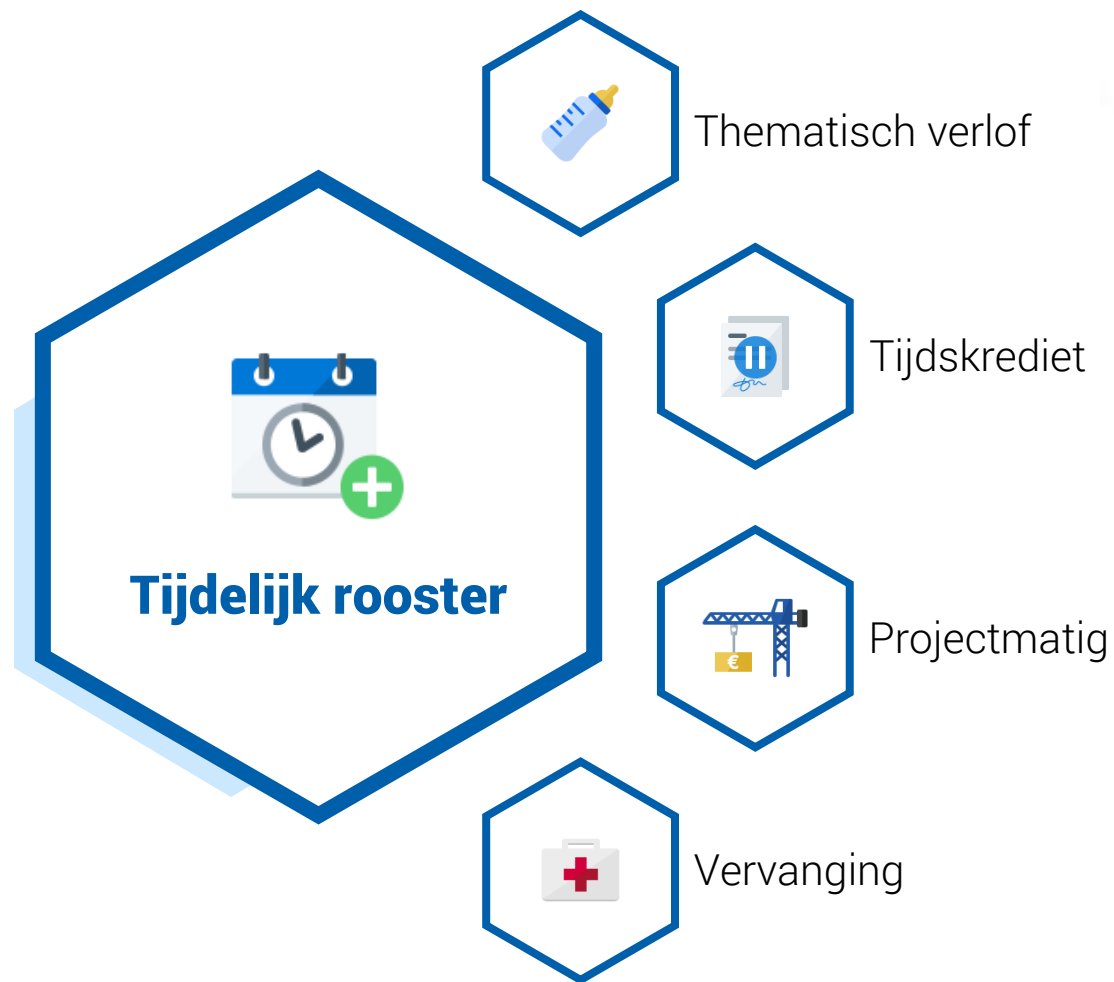 Thematisch verlof
Tijdskrediet
Tijdelijk rooster
Projectmatig
€
Vervanging